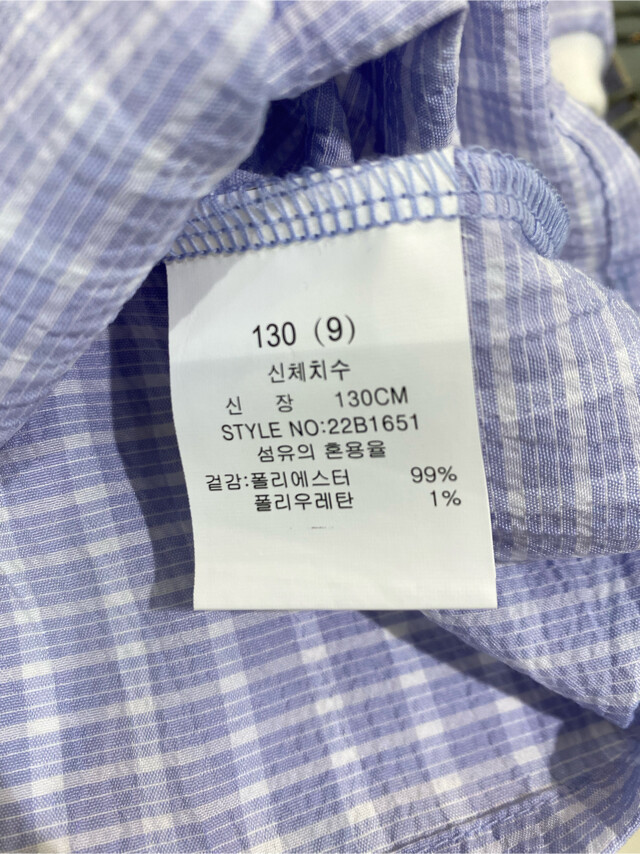 130 (9)
신체치수
신 장 130CM
STYLE NO:22B1651
섬유의 혼용율
겉감:폴리에스터 99%
폴리우레탄 1%